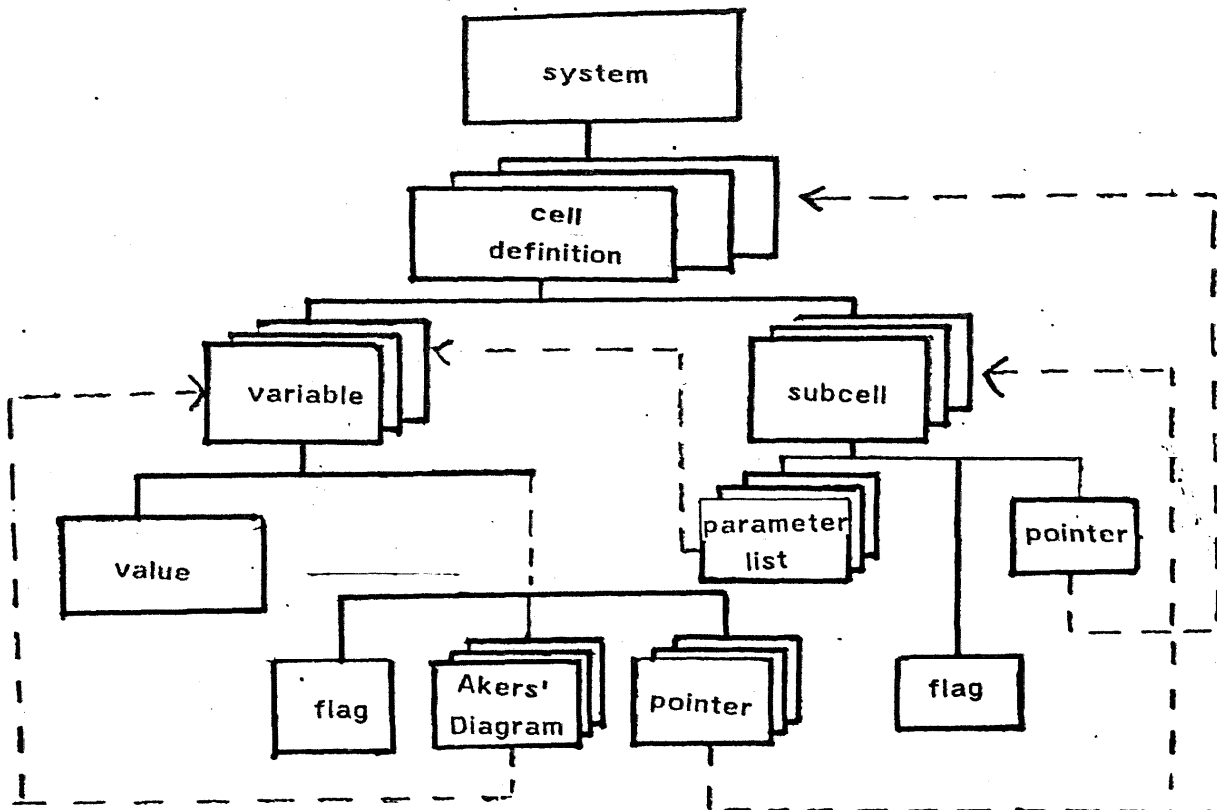 system
cell
definition
variable
subcell
parameter
list
pointer
value
flag
Akers'
Diagram
pointer
flag